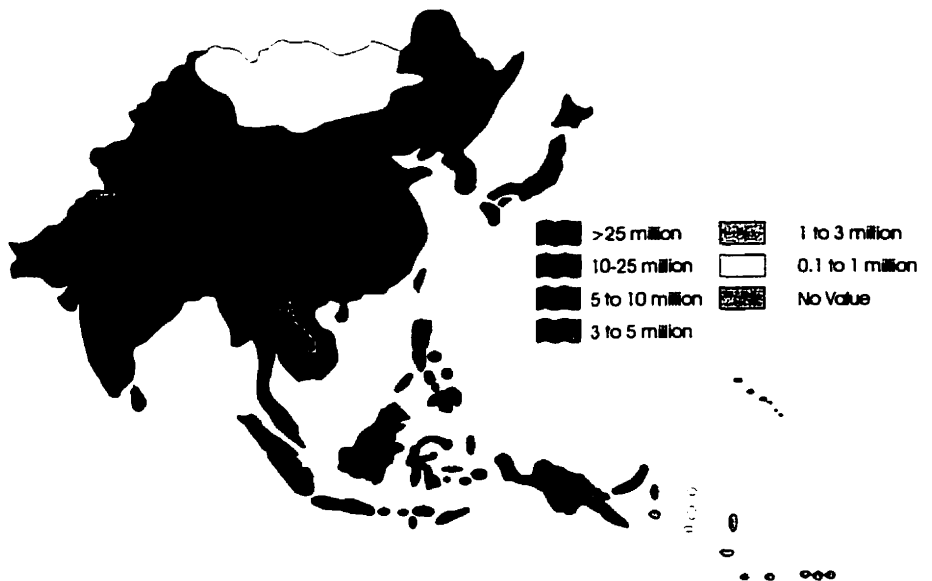 >25 million
10-25 million
5 to 10 million
3 to 5 million
1 to 3 million
0.1 to 1 million
No Value